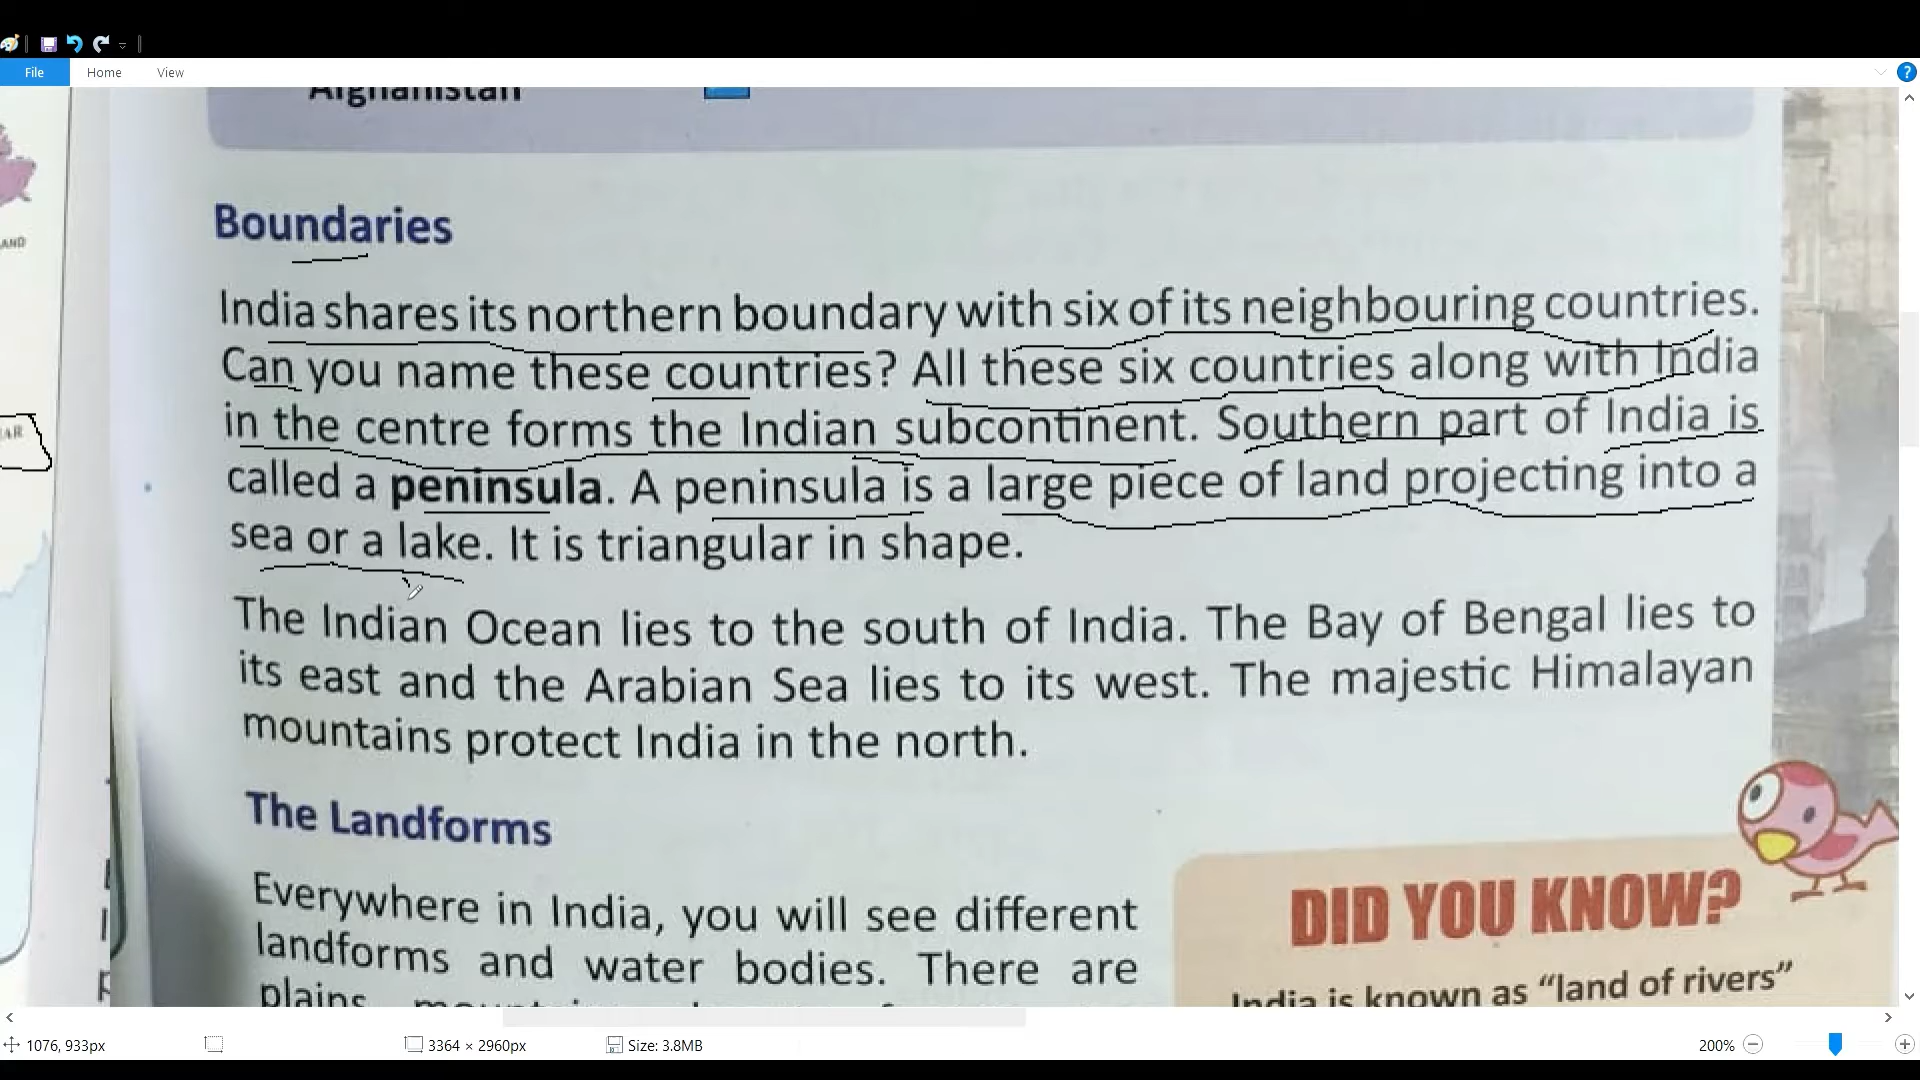 File Home View
Afghanistan
AND
Boundaries
India shares its northern boundary with six of its neighbouring countries.
Can you name these countries? All these six countries along with India
in the centre forms the Indian subcontinent. Southern part of India is
AR
called a peninsula. A peninsula is a large piece of land projecting into a
sea or a lake. It is triangular in shape.
The Indian Ocean lies to the south of India. The Bay of Bengal lies to
its east and the Arabian Sea lies to its west. The majestic Himalayan
mountains protect India in the north.
The Landforms
Everywhere in India, you will see different
landforms and water bodies. There are
plains
DID YOU KNOW?
India is known as “land of rivers”
1076, 933px 3364 × 2960px Size: 3.8MB 200%